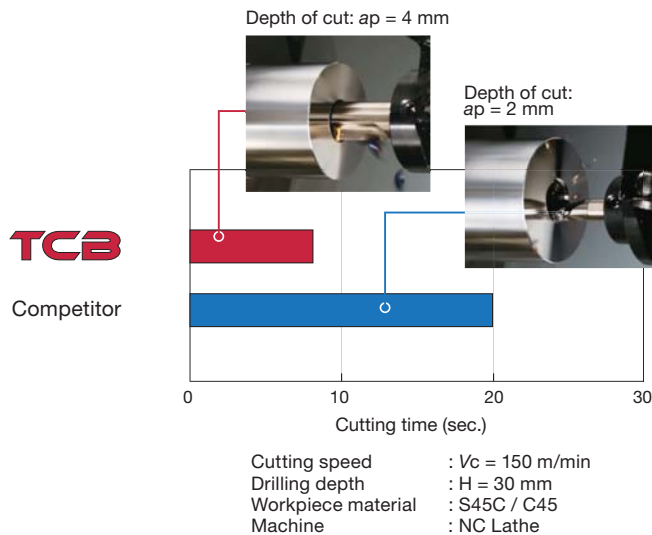 Depth of cut: ap = 4 mm
Depth of cut:
ap = 2 mm
TCB
Competitor
0 10 20 30
Cutting time (sec.)
Cutting speed : Vc = 150 m/min
Drilling depth : H = 30 mm
Workpiece material : S45C / C45
Machine : NC Lathe